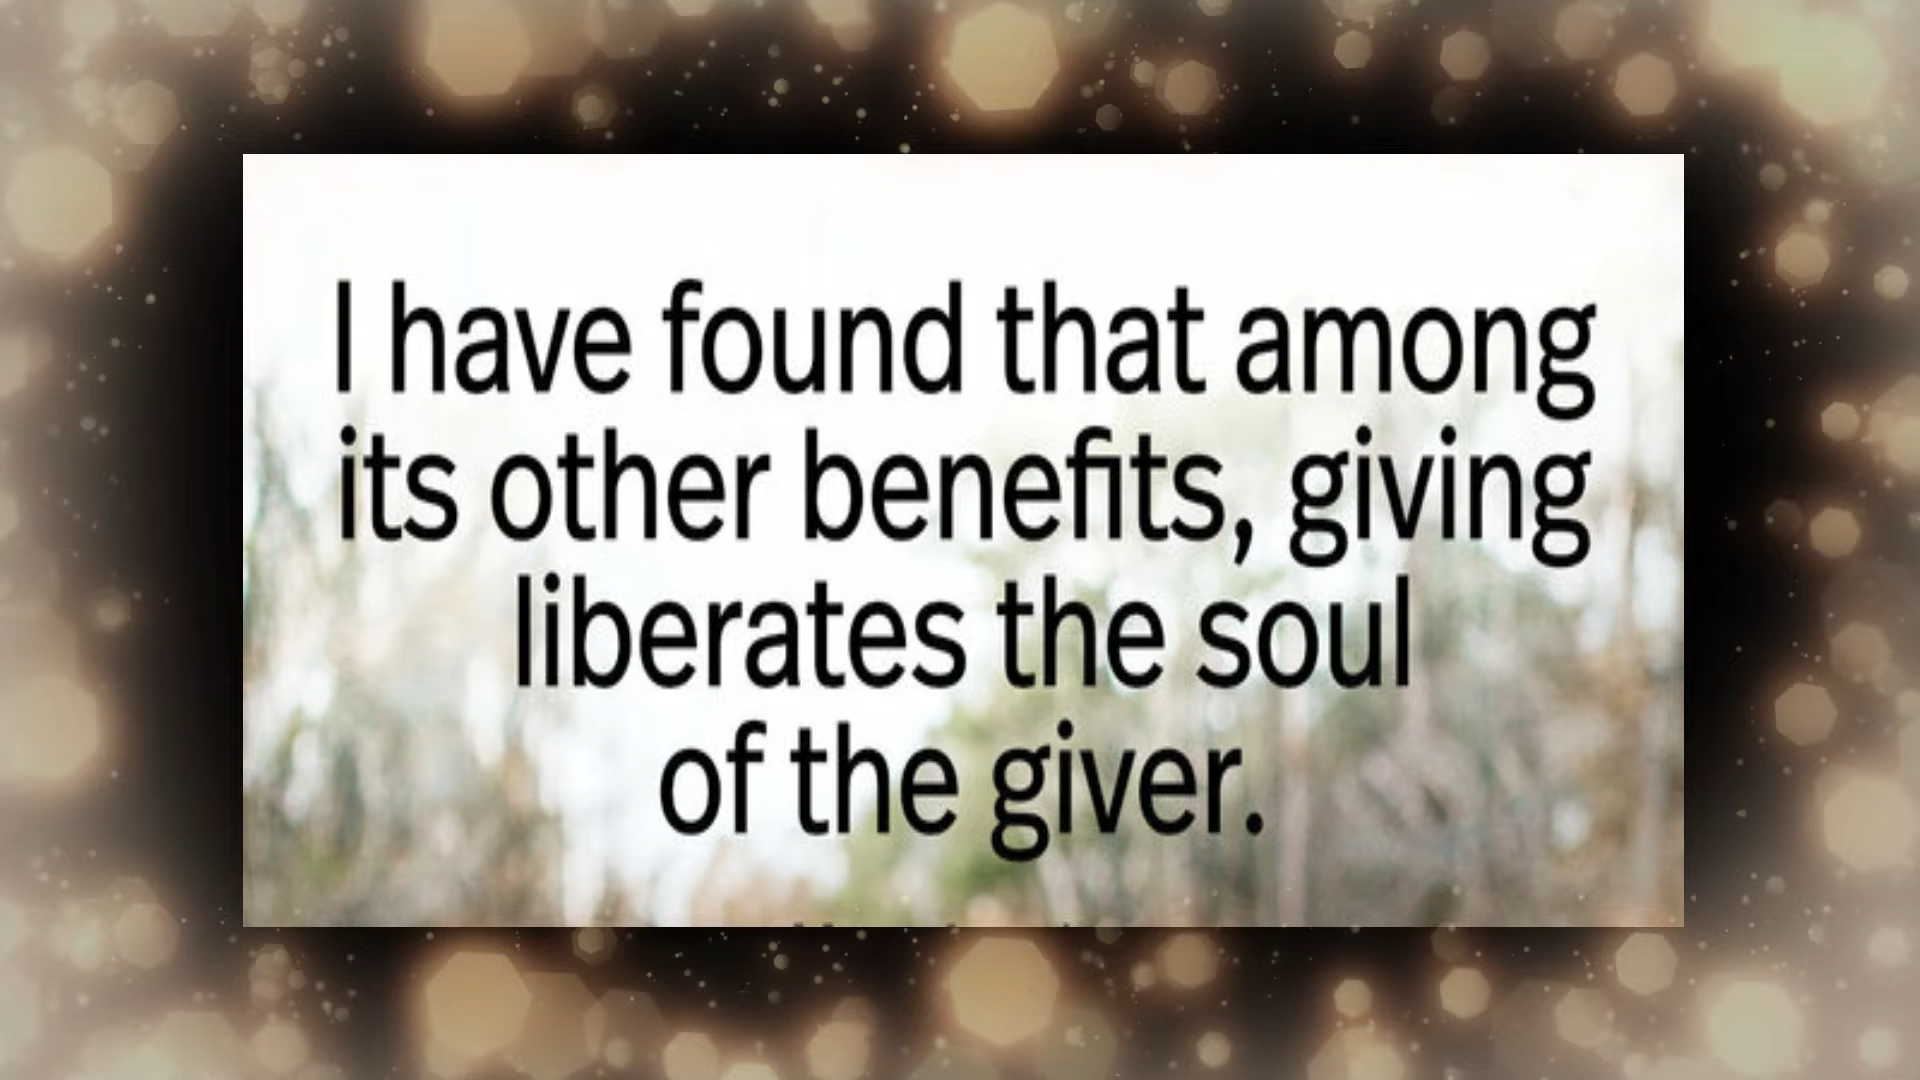 I have found that among
its other benefits, giving
liberates the soul
of the giver.